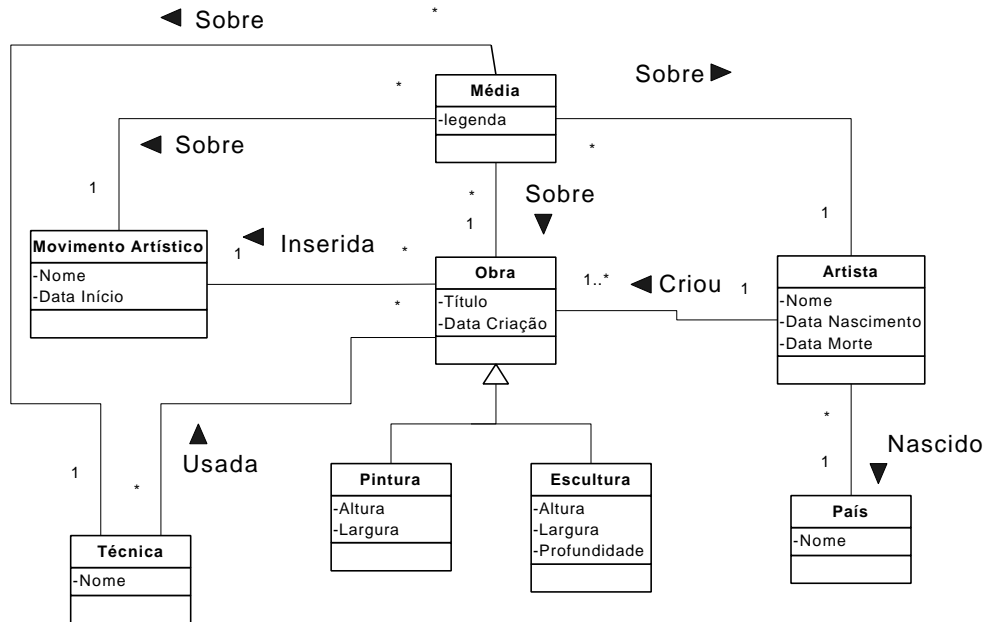 *
◄ Sobre
*
Sobre ►
Média
-legenda
◄ Sobre
*
*
1
Sobre
▼
1
1
Movimento Artístico
-Nome
-Data Início
1
◄ Inserida
*
Obra
-Título
-Data Criação
*
1..*
◄ Criou
1
Artista
-Nome
-Data Nascimento
-Data Morte
*
1
Nascido
▼
▲
Usada
1
*
Pintura
-Altura
-Largura
Escultura
-Altura
-Largura
-Profundidade
País
-Nome
Técnica
-Nome